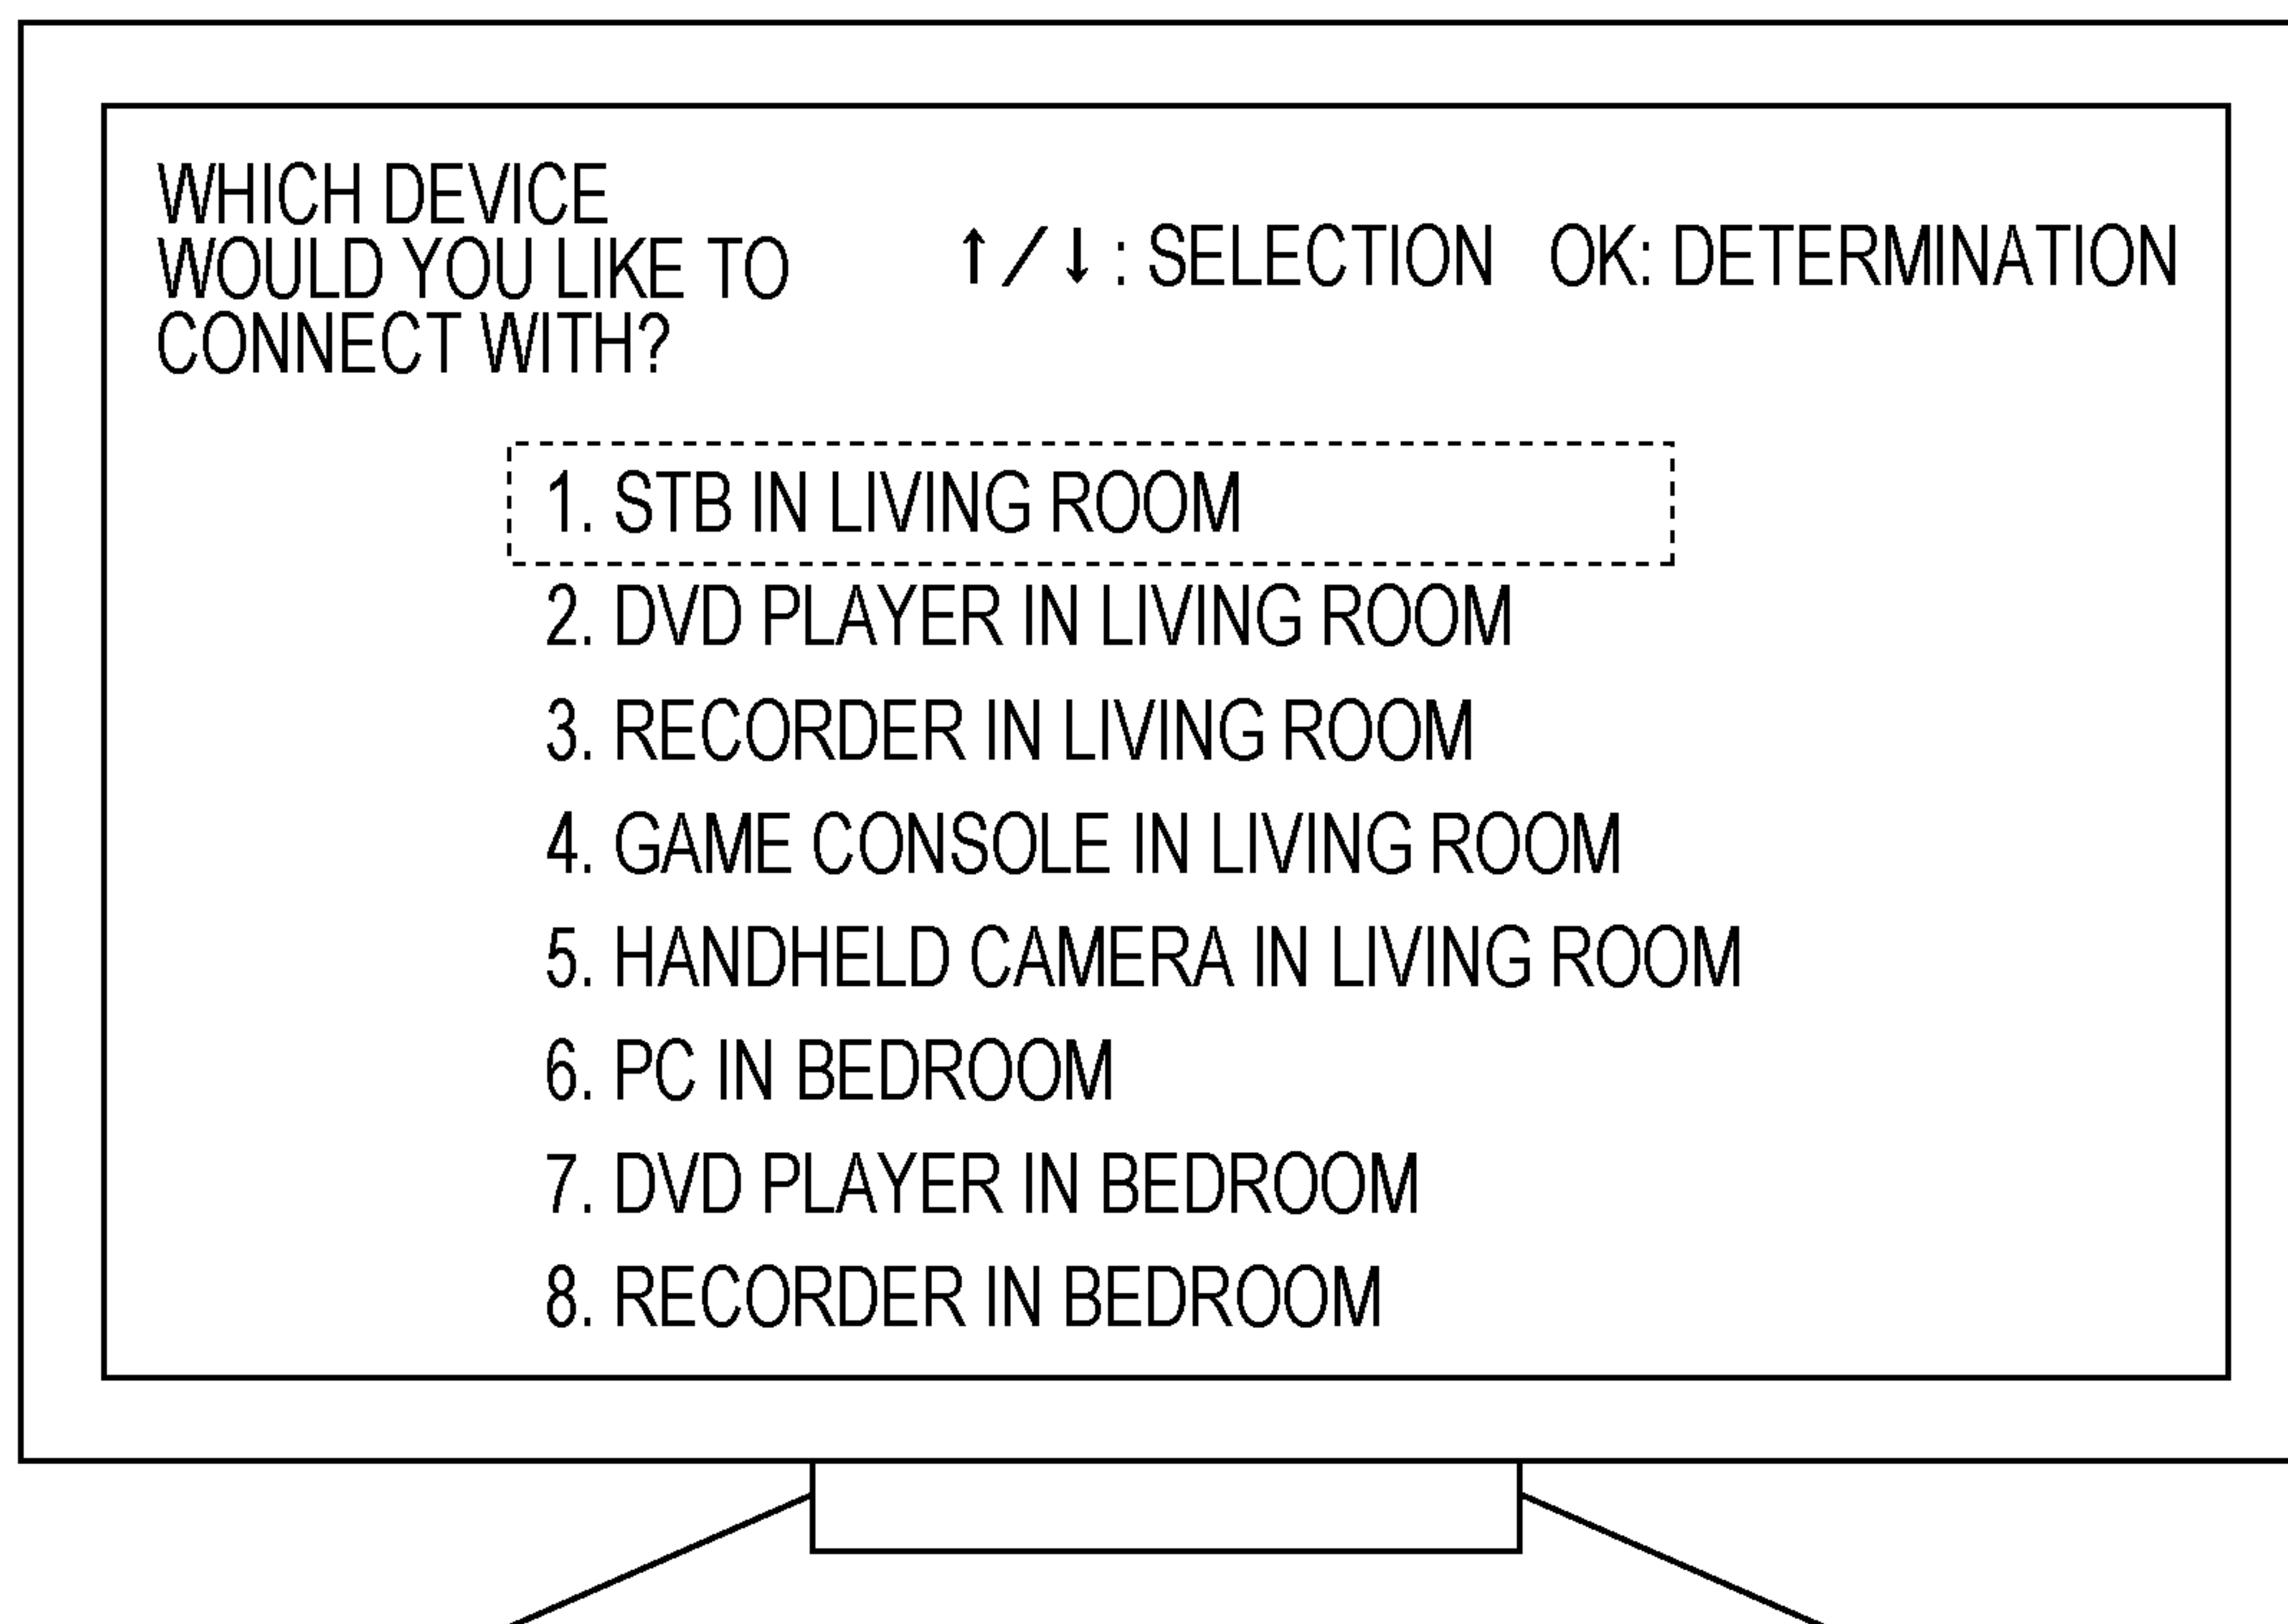 WHICH DEVICE
WOULD YOU LIKE TO
CONNECT WITH?
↑/↓: SELECTION OK: DETERMINATION
1. STB IN LIVING ROOM
2. DVD PLAYER IN LIVING ROOM
3. RECORDER IN LIVING ROOM
4. GAME CONSOLE IN LIVING ROOM
5. HANDHELD CAMERA IN LIVING ROOM
6. PC IN BEDROOM
7. DVD PLAYER IN BEDROOM
8. RECORDER IN BEDROOM